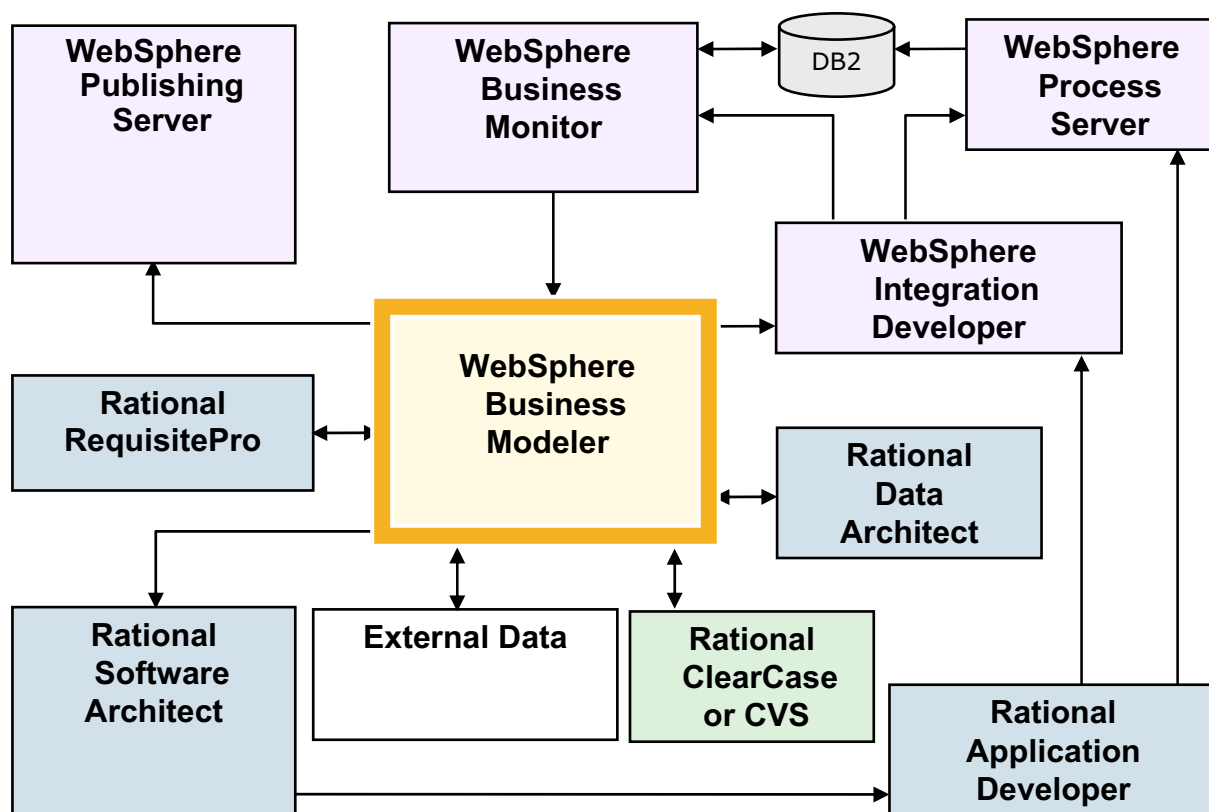 WebSphere
Publishing
Server
WebSphere
Business
Monitor
DB2
WebSphere
Process
Server
WebSphere
Integration
Developer
WebSphere
Business
Modeler
Rational
RequisitePro
Rational
Data
Architect
Rational
Software
Architect
External Data
Rational
ClearCase
or CVS
Rational
Application
Developer